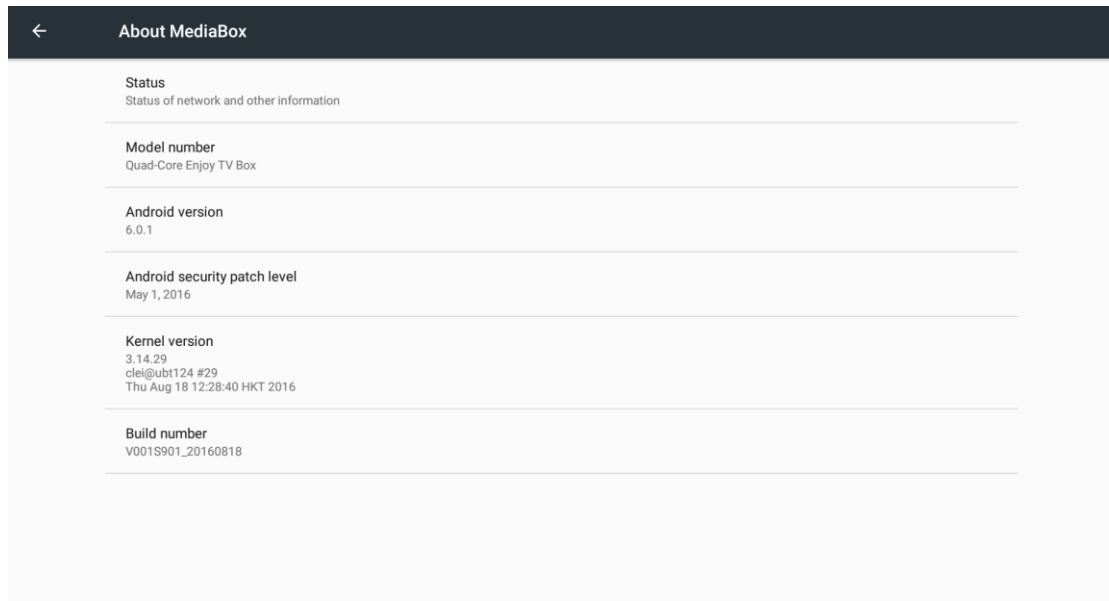 About MediaBox
Status
Status of network and other information
Model number
Quad-Core Enjoy TV Box
Android version
6.0.1
Android security patch level
May 1, 2016
Kernel version
3.14.29
clei@ubt124 #29
Thu Aug 18 12:28:40 HKT 2016
Build number
V001S901_20160818